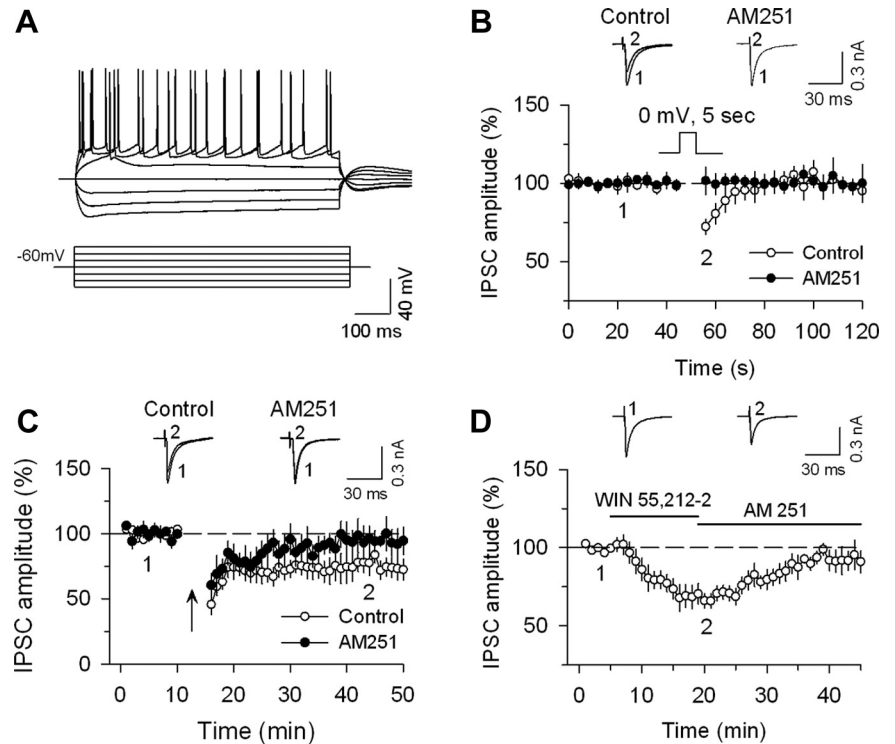 A
-60mV
40 mV
100 ms
B
Control
AM251
2
1
2
1
0.3 nA
30 ms
0 mV, 5 sec
IPSC amplitude (%)
150
100
50
1
2
Control
AM251
0 20 40 60 80 100 120
Time (s)
C
Control
AM251
2
1
2
1
0.3 nA
30 ms
IPSC amplitude (%)
150
100
50
0
1
2
Control
AM251
0 10 20 30 40 50
Time (min)
D
1
2
0.3 nA
30 ms
WIN 55,212-2
AM 251
IPSC amplitude (%)
150
100
50
1
2
0 10 20 30 40
Time (min)